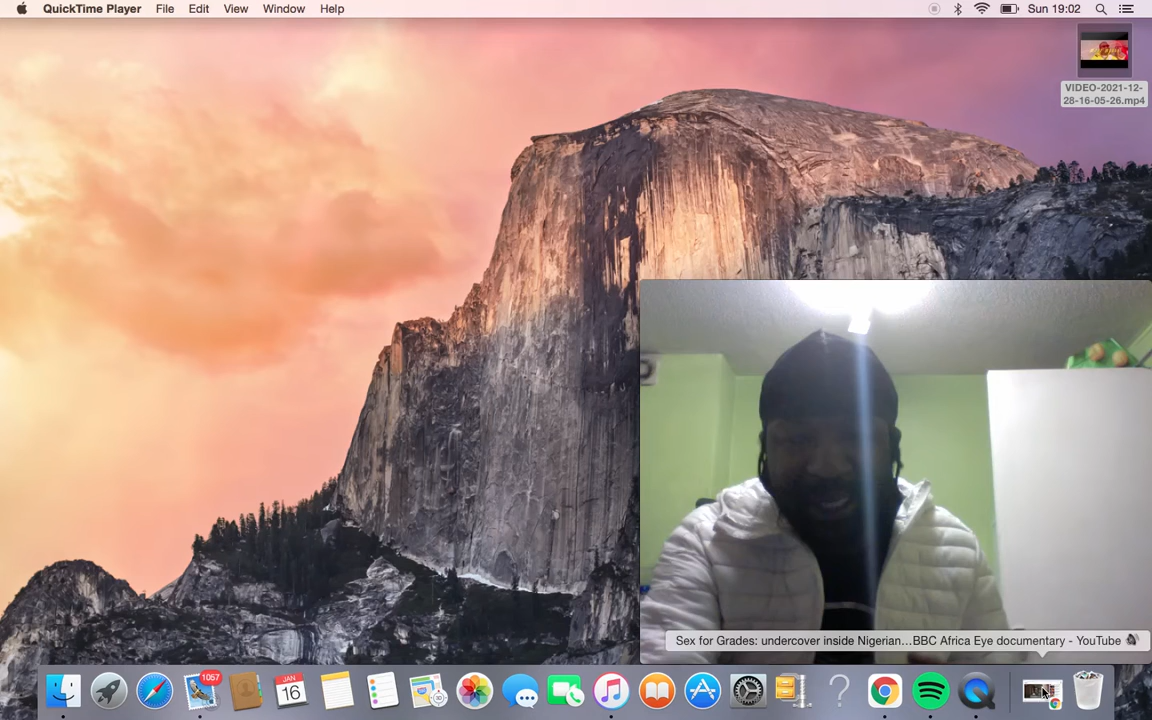 QuickTime Player File Edit View Window Help Sun 19:02
VIDEO-2021-12-
28-16-05-26.mp4
Sex for Grades: undercover inside Nigerian...BBC Africa Eye documentary - YouTube
1057
JAN
16